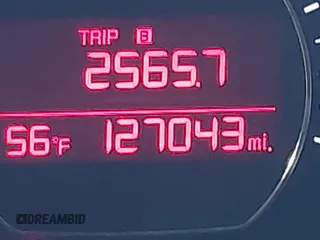 TRIP B
2565.7
56°F 127043 mi.
DREAMBID